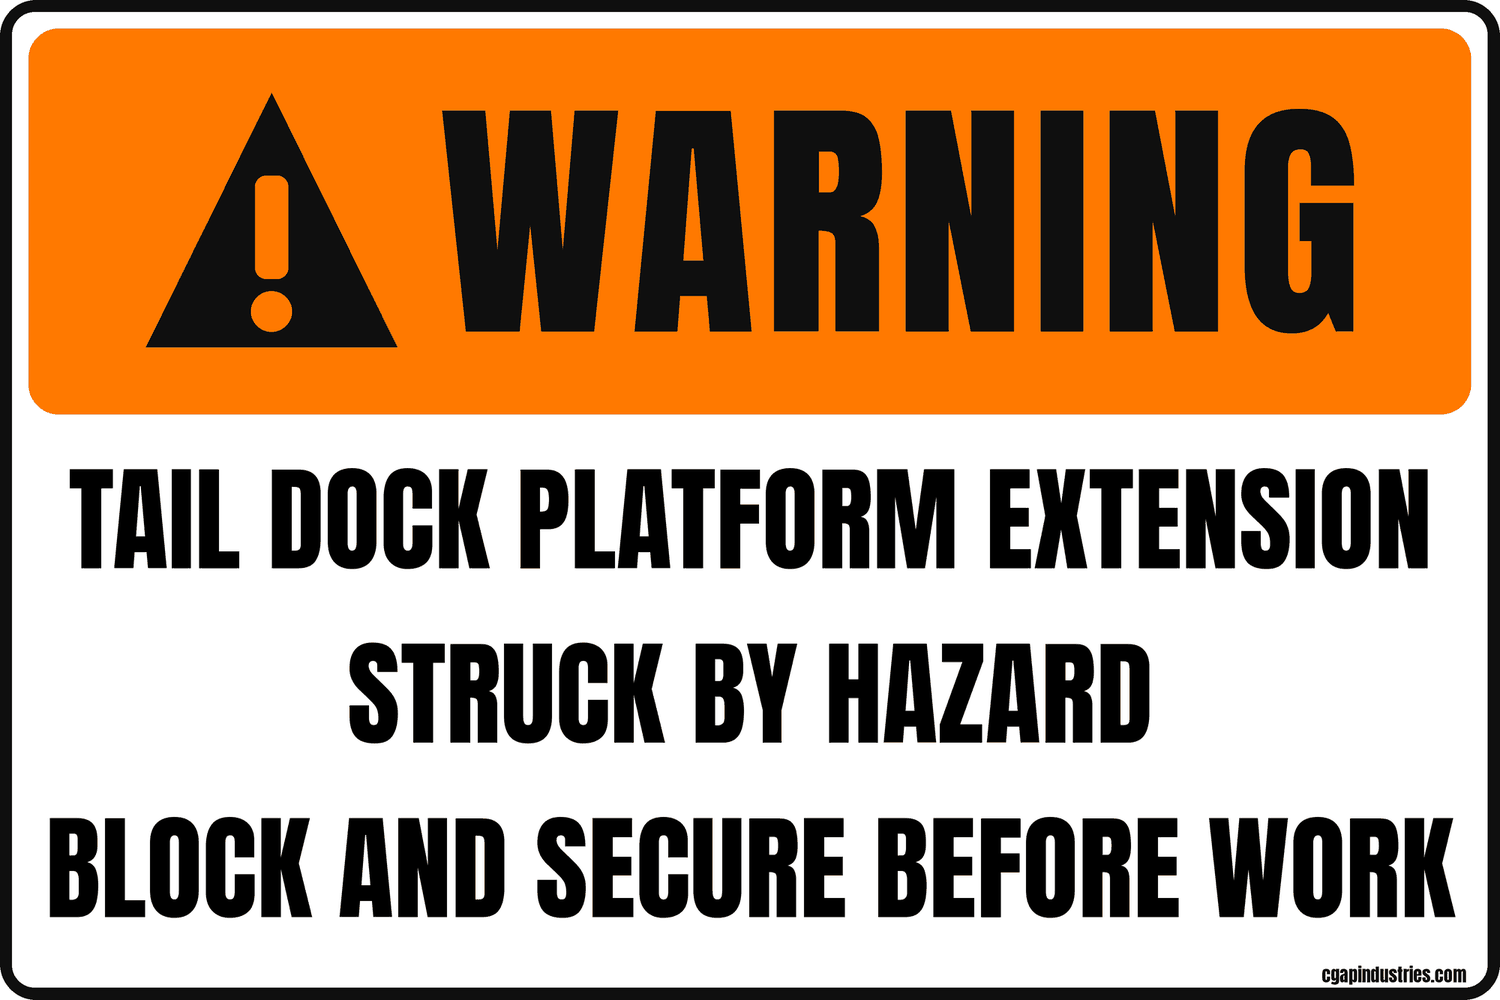 WARNING
TAIL DOCK PLATFORM EXTENSION
STRUCK BY HAZARD
BLOCK AND SECURE BEFORE WORK
cgapindustries.com